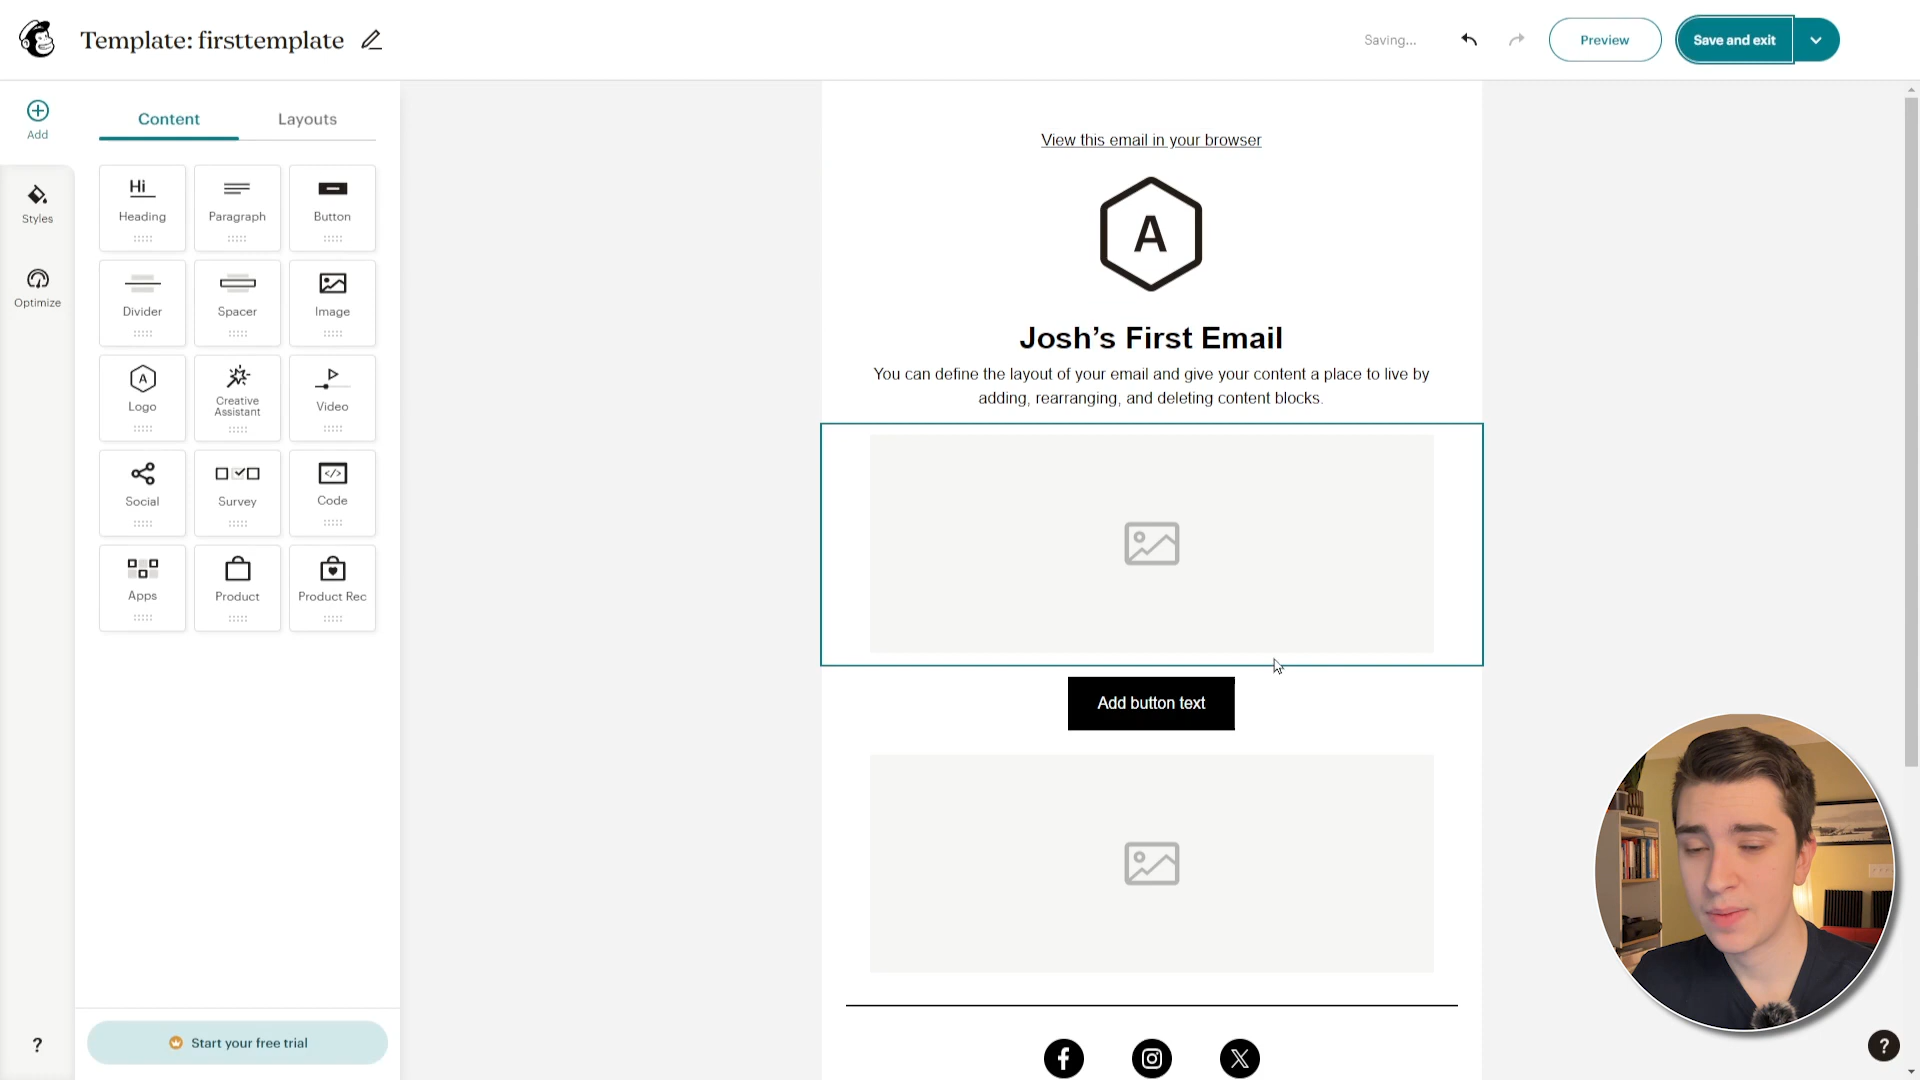 Template: firsttemplate
Saving...
Preview
Save and exit
Add
Styles
Optimize
Content
Layouts
Hi
Heading
Paragraph
Button
Divider
Spacer
Image
A
Logo
Creative
Assistant
Video
Social
Survey
</>
Code
Apps
Product
Product Rec
?
Start your free trial
View this email in your browser
A
Josh’s First Email
You can define the layout of your email and give your content a place to live by
adding, rearranging, and deleting content blocks.
Add button text
?